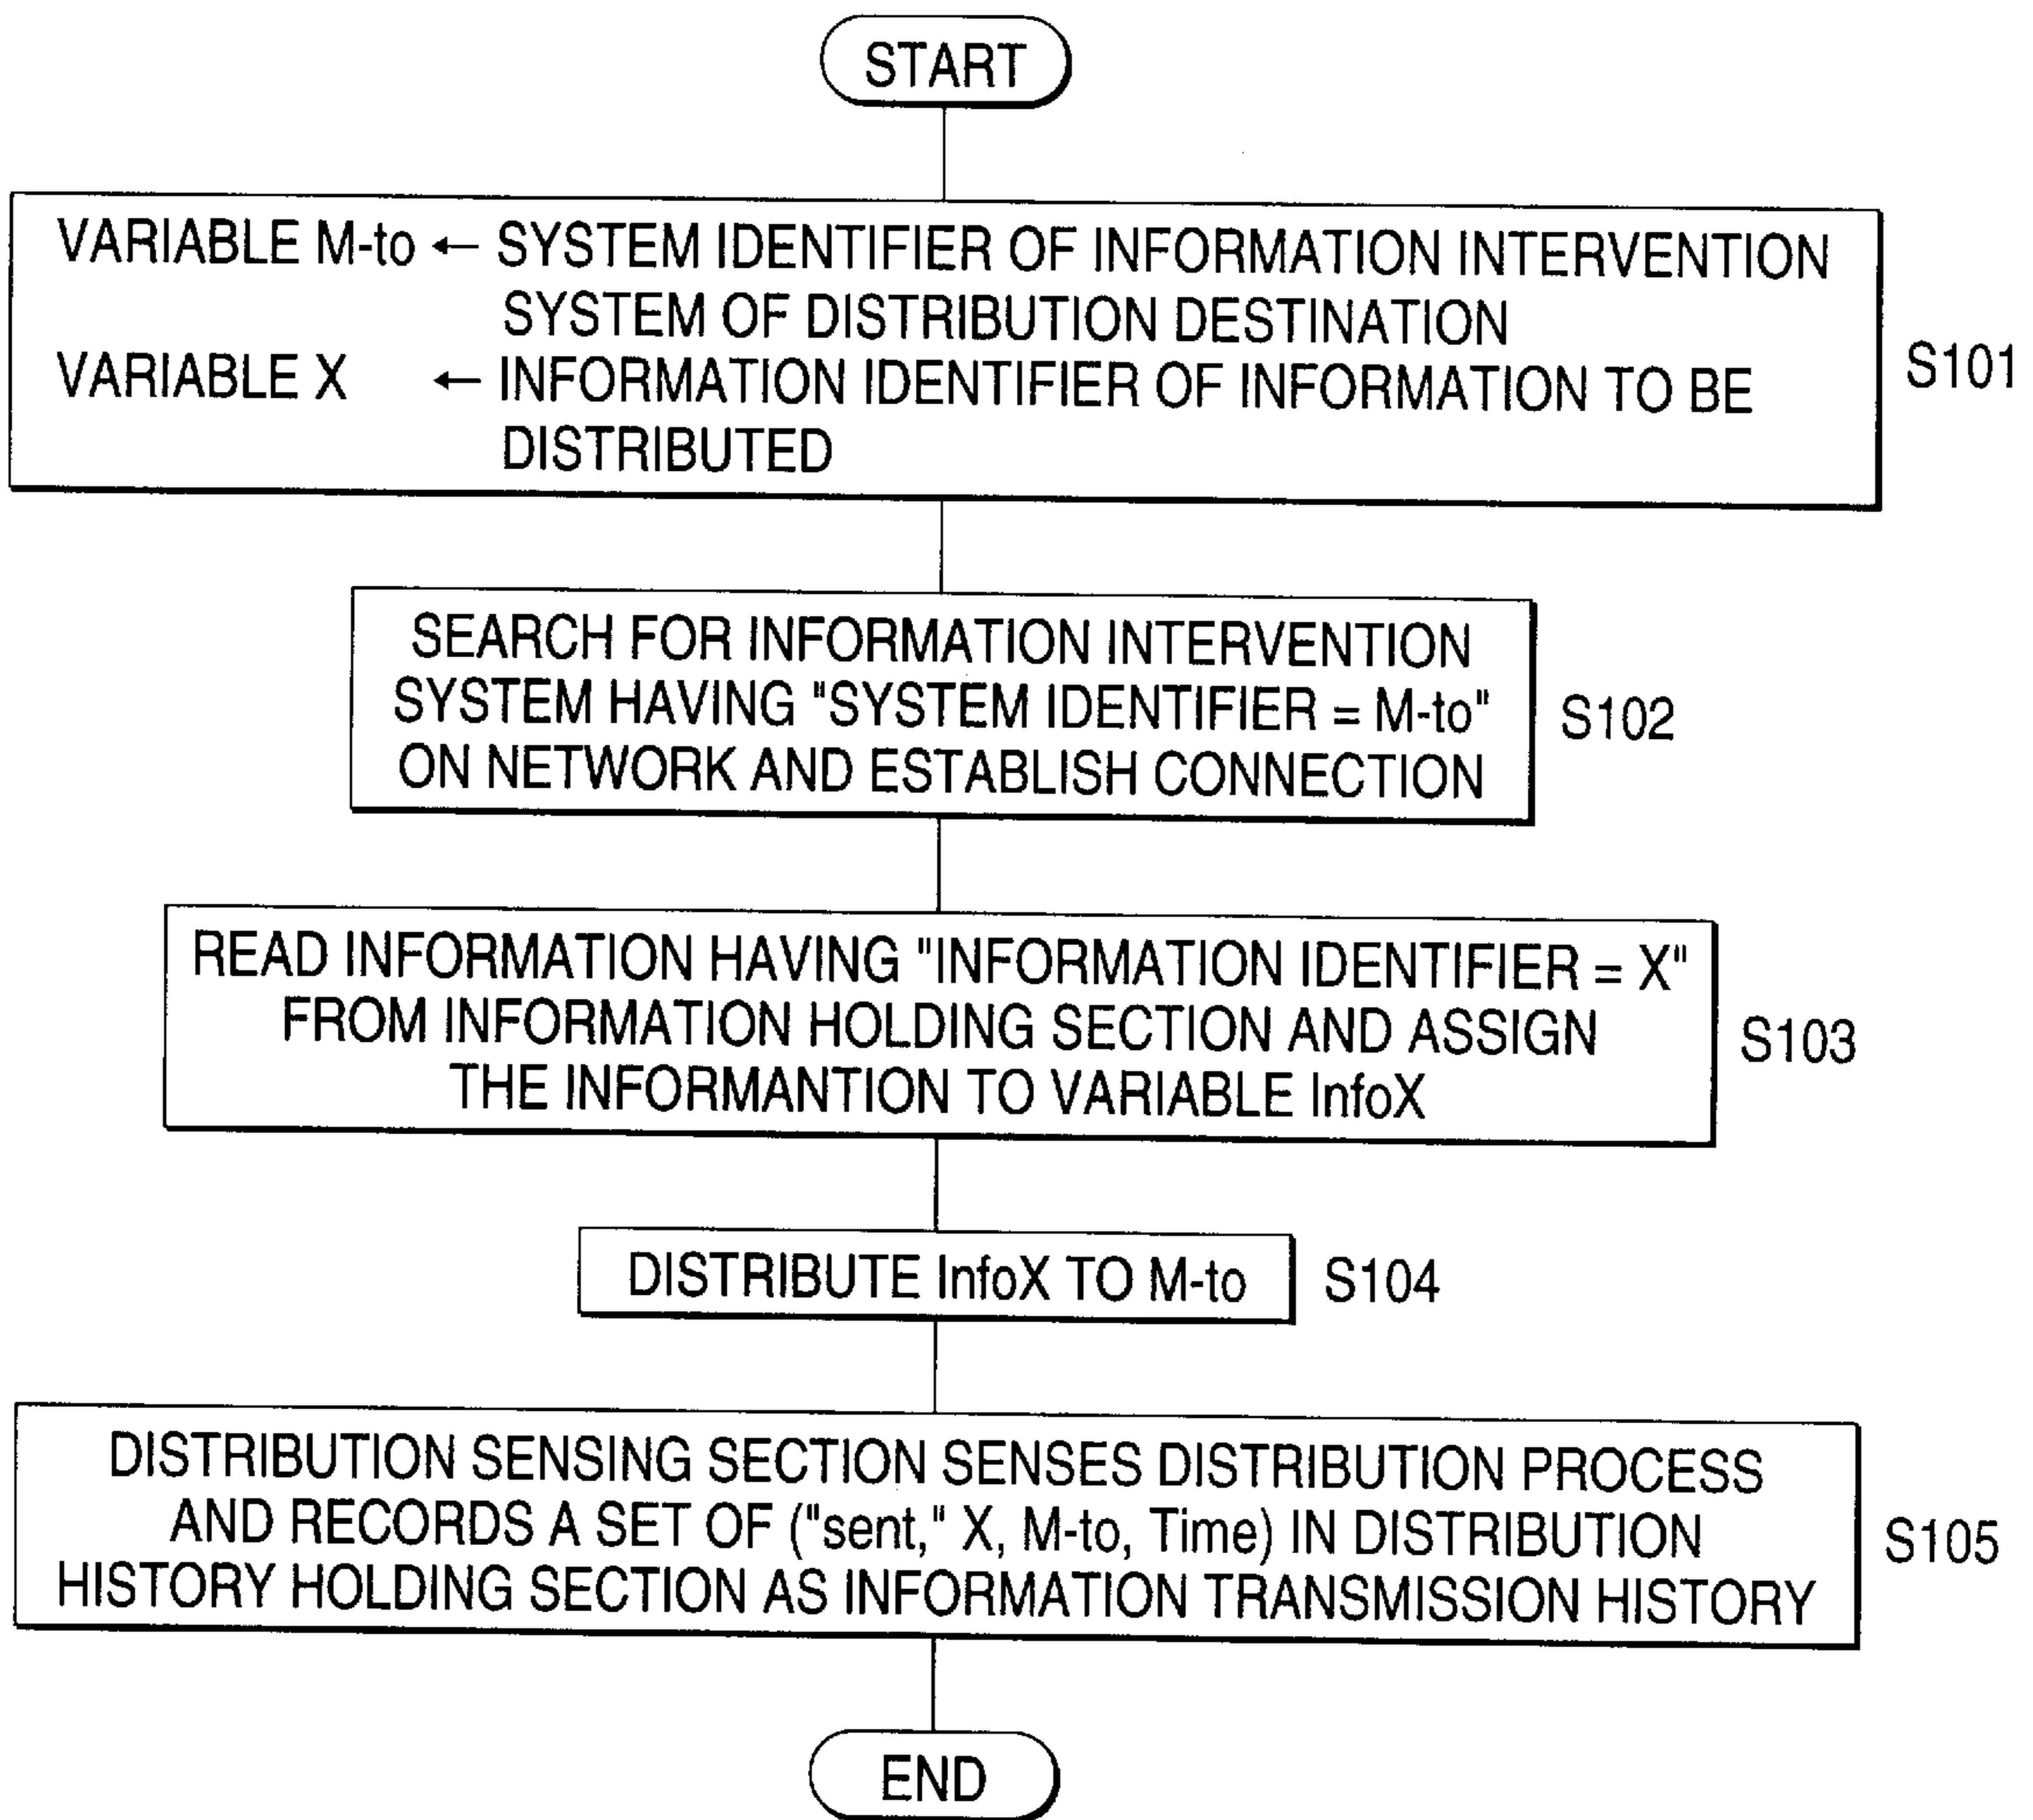 START
VARIABLE M-to ← SYSTEM IDENTIFIER OF INFORMATION INTERVENTION
SYSTEM OF DISTRIBUTION DESTINATION
VARIABLE X ← INFORMATION IDENTIFIER OF INFORMATION TO BE
DISTRIBUTED
S101
SEARCH FOR INFORMATION INTERVENTION
SYSTEM HAVING "SYSTEM IDENTIFIER = M-to"
ON NETWORK AND ESTABLISH CONNECTION
S102
READ INFORMATION HAVING "INFORMATION IDENTIFIER = X"
FROM INFORMATION HOLDING SECTION AND ASSIGN
THE INFORMANTION TO VARIABLE InfoX
S103
DISTRIBUTE InfoX TO M-to
S104
DISTRIBUTION SENSING SECTION SENSES DISTRIBUTION PROCESS
AND RECORDS A SET OF ("sent," X, M-to, Time) IN DISTRIBUTION
HISTORY HOLDING SECTION AS INFORMATION TRANSMISSION HISTORY
S105
END